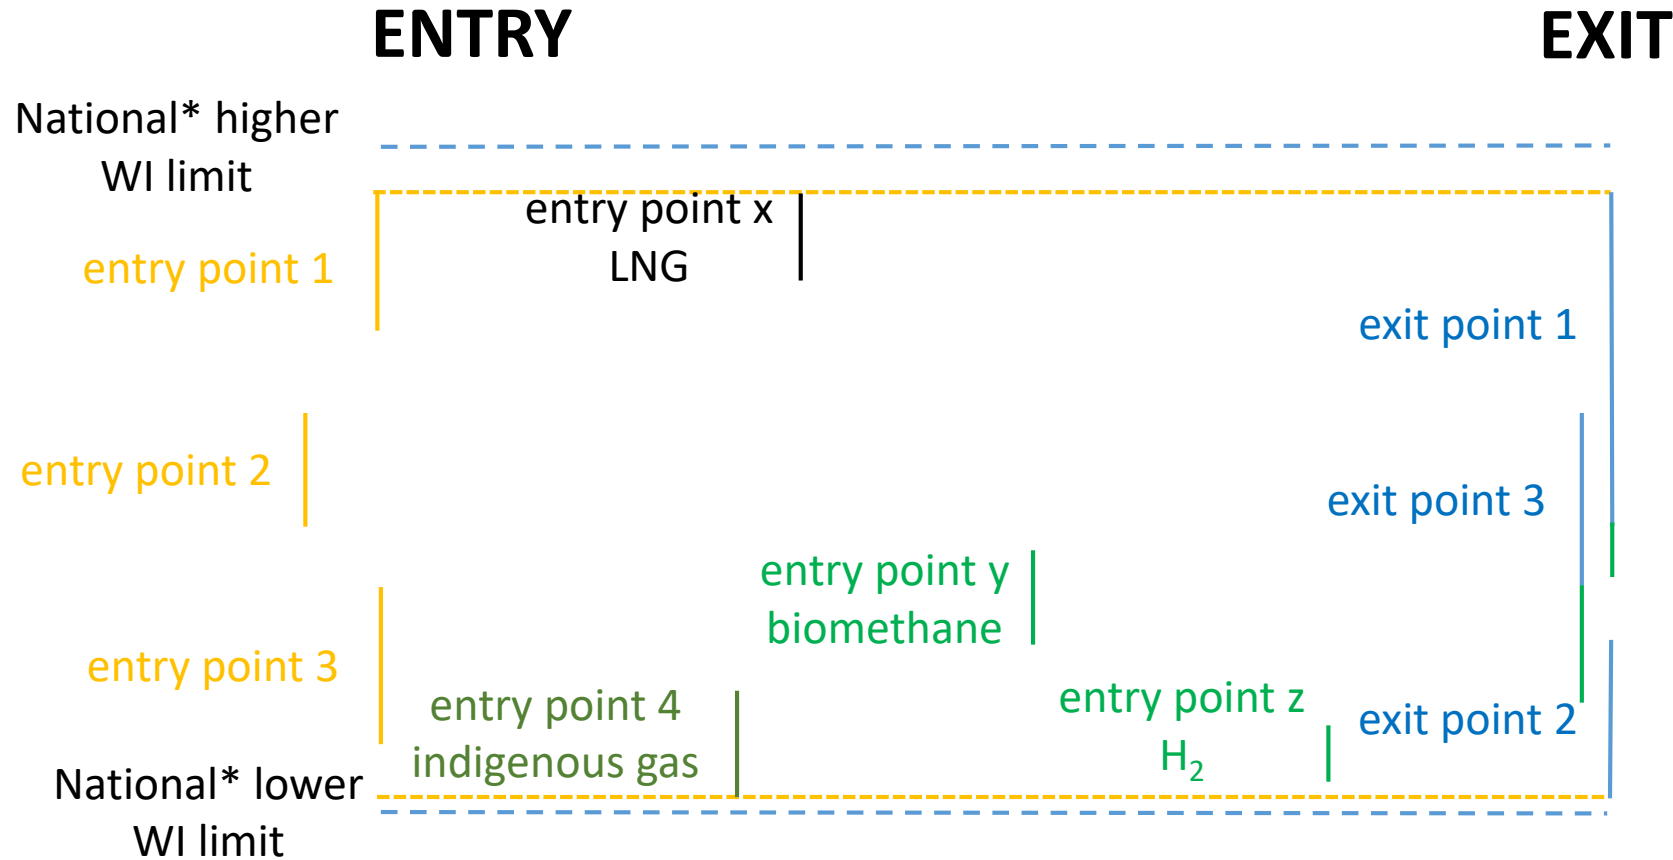 ENTRY
EXIT
National* higher
WI limit
entry point x
LNG
entry point 1
exit point 1
entry point 2
exit point 3
entry point y
biomethane
entry point 3
entry point 4
indigenous gas
entry point z
H₂
exit point 2
National* lower
WI limit